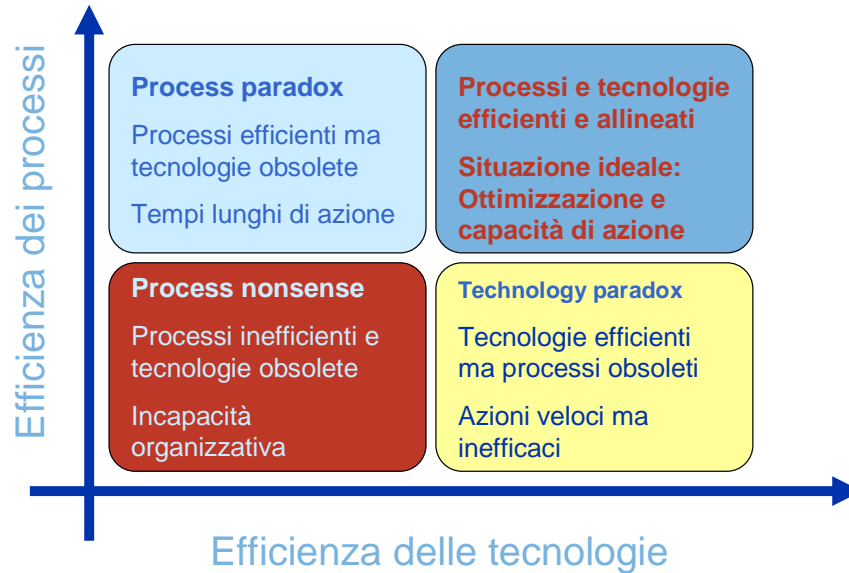 Efficienza dei processi
Process paradox
Processi efficienti ma
tecnologie obsolete
Tempi lunghi di azione
Processi e tecnologie
efficienti e allineati
Situazione ideale:
Ottimizzazione e
capacità di azione
Process nonsense
Processi inefficienti e
tecnologie obsolete
Incapacità
organizzativa
Technology paradox
Tecnologie efficienti
ma processi obsoleti
Azioni veloci ma
inefficaci
Efficienza delle tecnologie